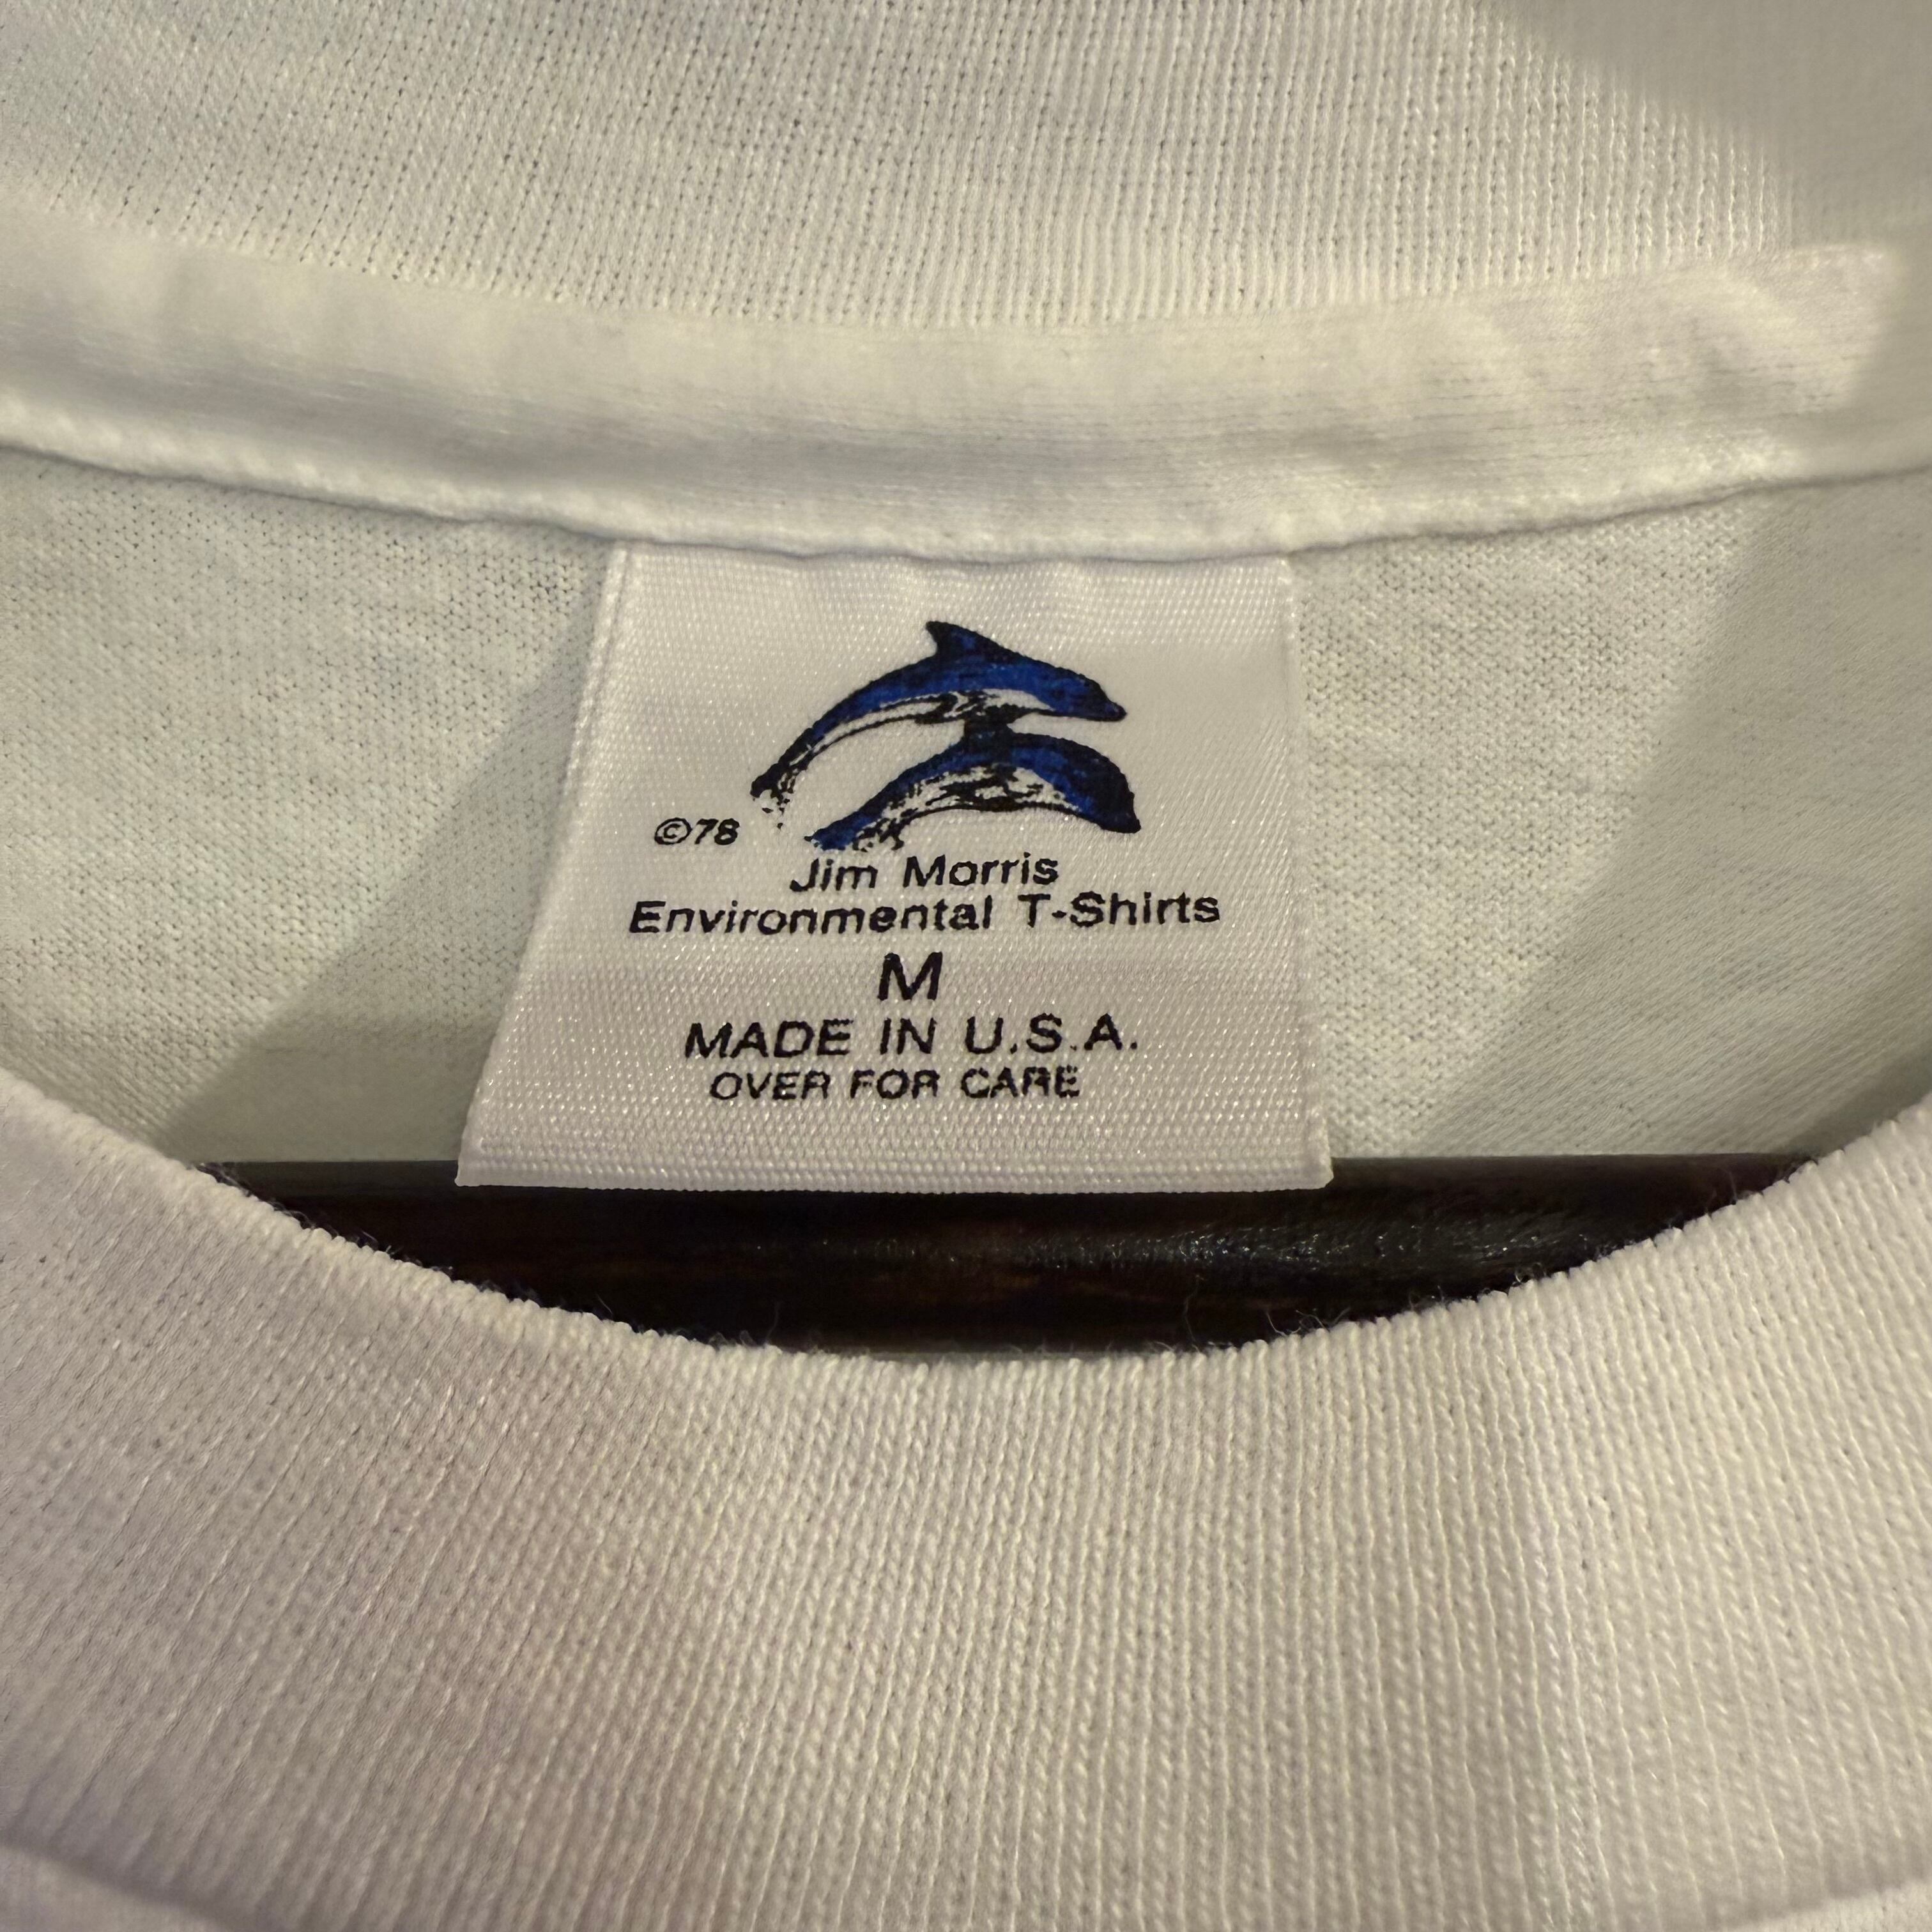 ©78
Jim Morris
Environmental T-Shirts
M
MADE IN U.S.A.
OVER FOR CARE